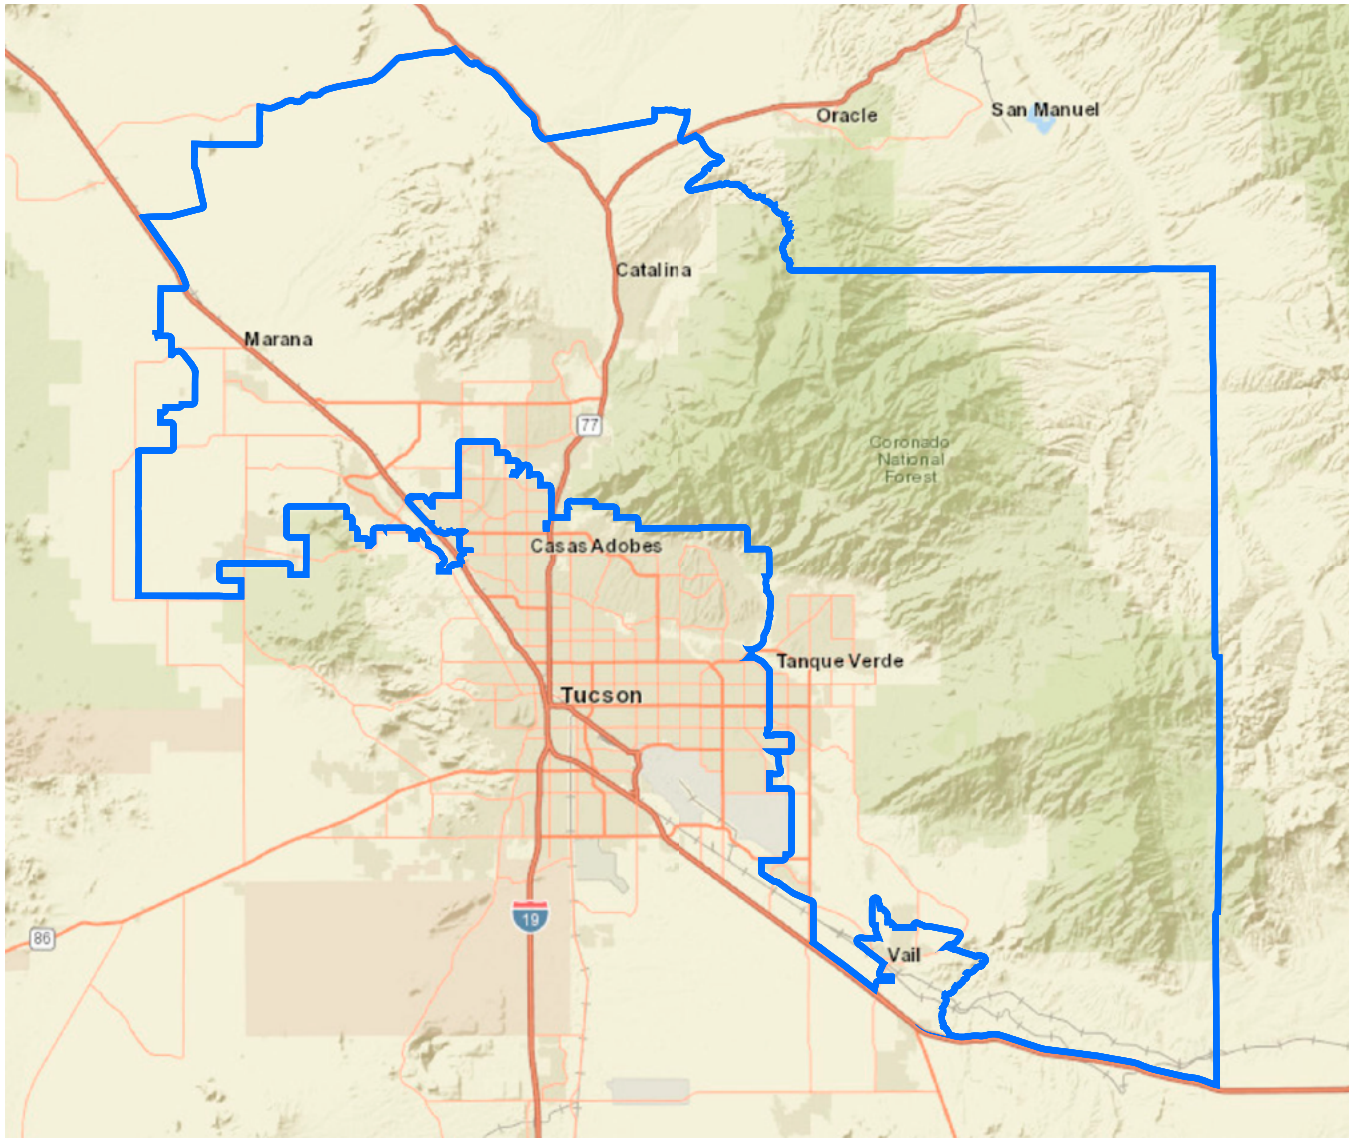 Oracle
San Manuel
Catalina
Marana
77
Coronado
National
Forest
Casas Adobes
Tanque Verde
Tucson
19
86
Vail